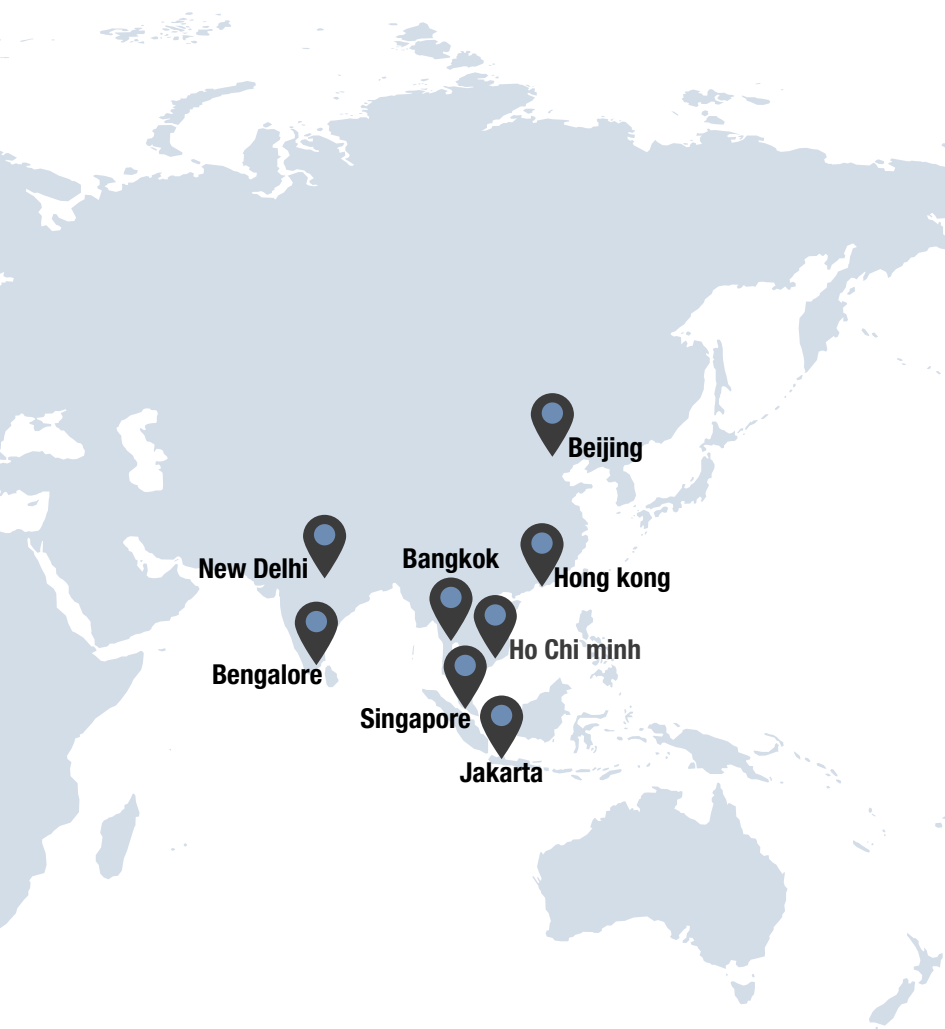 Beijing
New Delhi
Bangkok
Hong kong
Ho Chi minh
Bengalore
Singapore
Jakarta